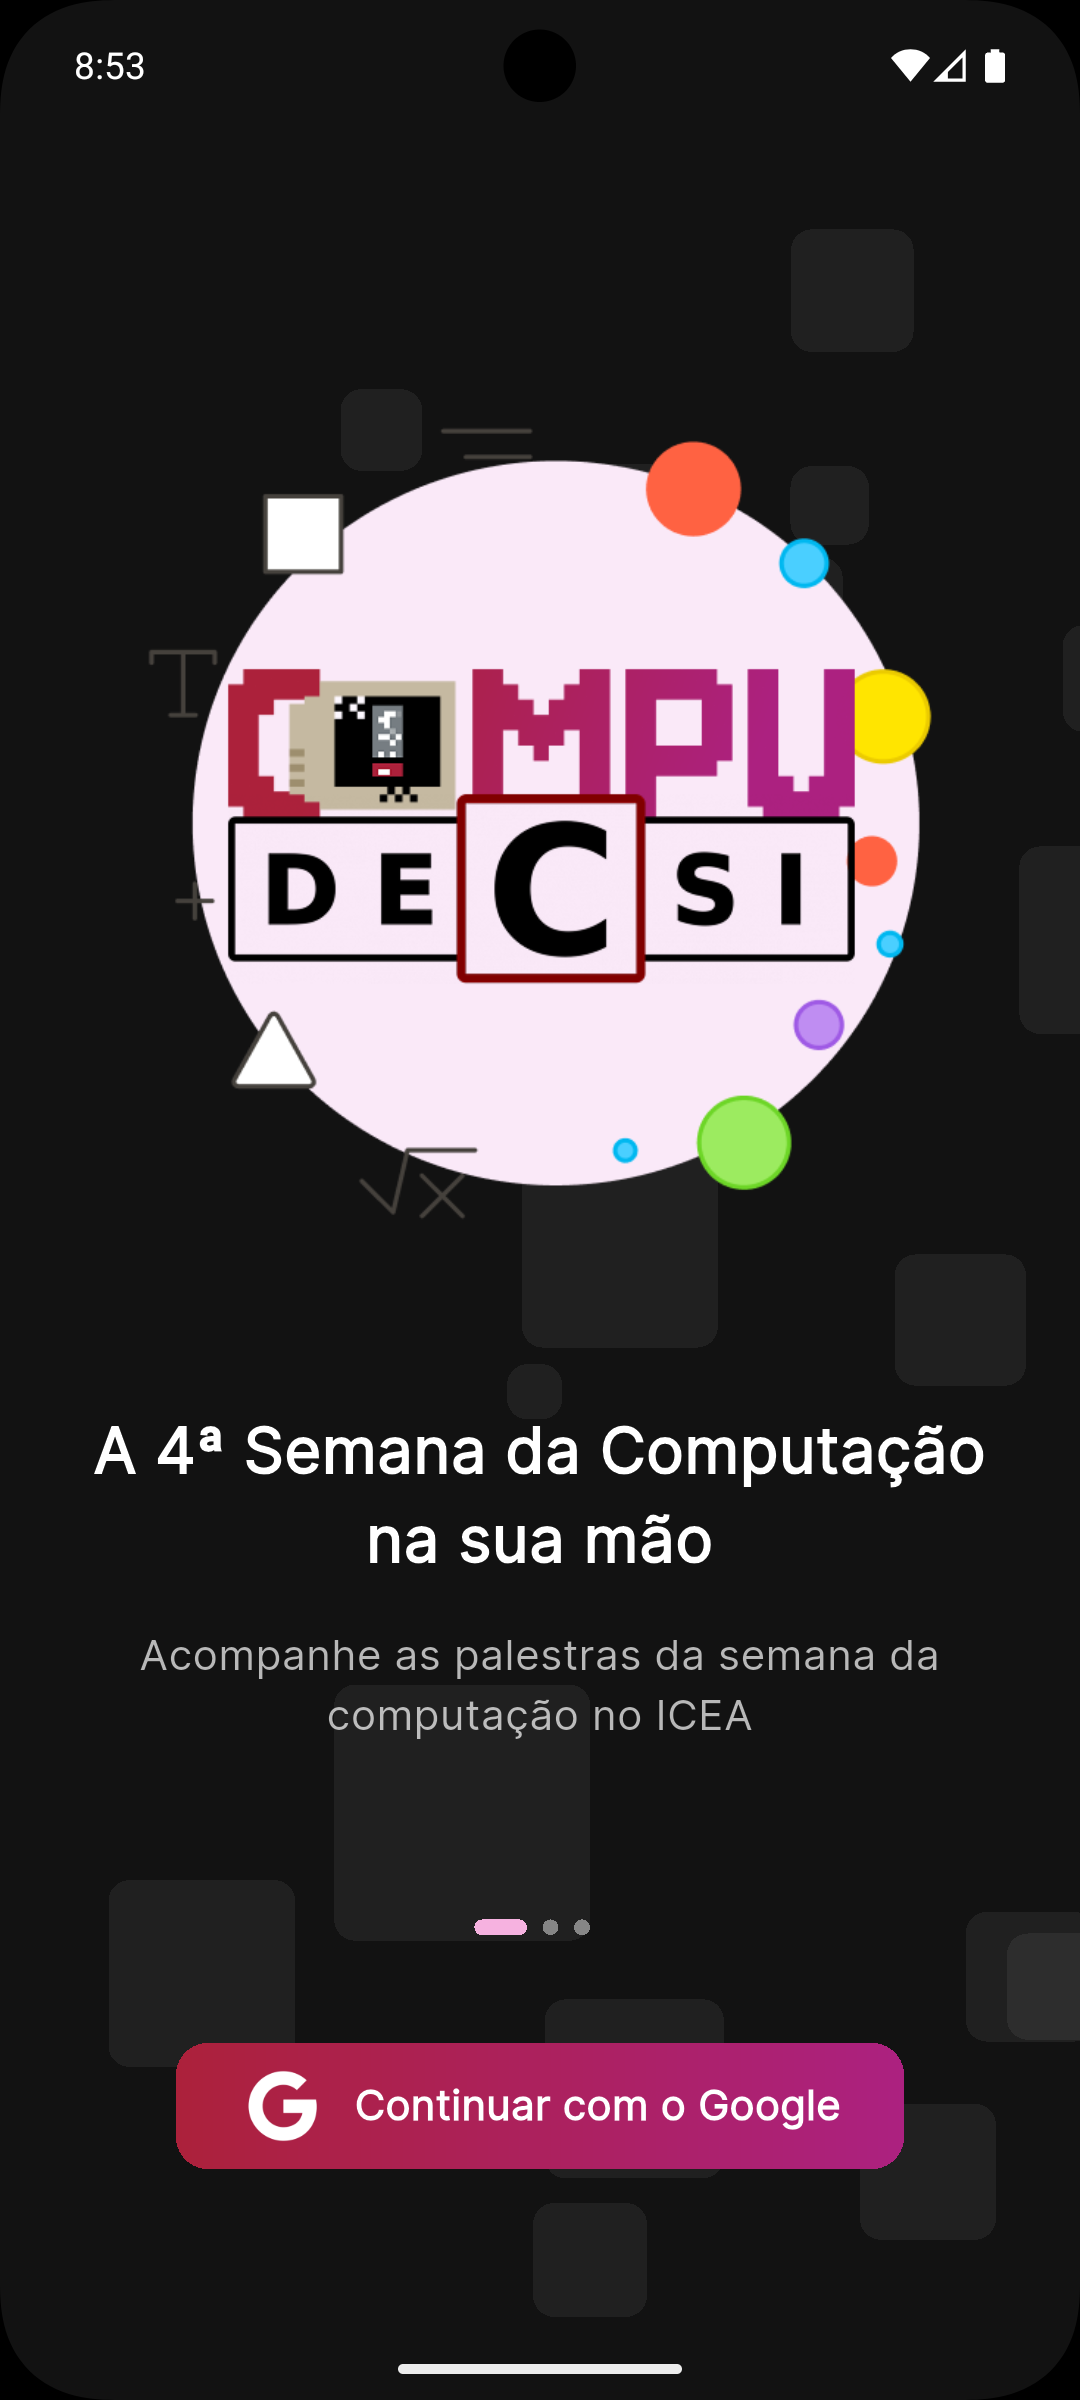 8:53
COMPU
DECSI
A 4ª Semana da Computação
na sua mão
Acompanhe as palestras da semana da
computação no ICEA
Continuar com o Google